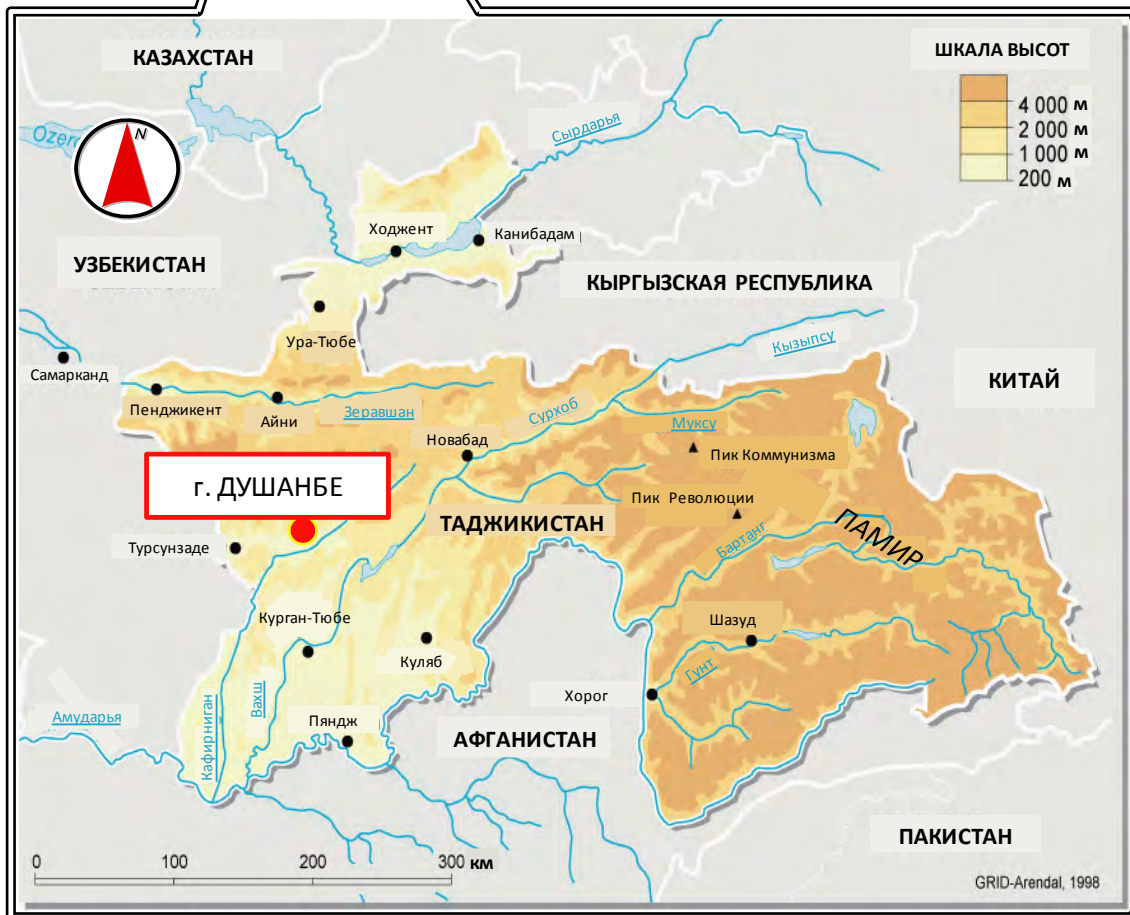 КАЗАХСТАН
ШКАЛА ВЫСОТ
4 000 м
2 000 м
1 000 м
200 м
Ozero
N
Сырдарья
Ходжент
Канибадам
УЗБЕКИСТАН
КЫРГЫЗСКАЯ РЕСПУБЛИКА
Ура-Тюбе
Кызыпсу
Самарканд
КИТАЙ
Пенджикент
Айни
Зеравшан
Сурхоб
Муксу
Новабад
Пик Коммунизма
г. ДУШАНБЕ
Пик Революции
ТАДЖИКИСТАН
ПАМИР
Турсунзаде
Бартанг
Курган-Тюбе
Шазуд
Куляб
Гунт
Хорог
Амударья
Кафирниган
Вахш
Пяндж
АФГАНИСТАН
ПАКИСТАН
0 100 200 300 км
GRID-Arendal, 1998